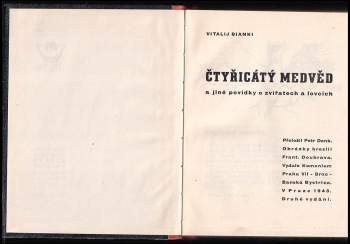 VITALIJ BIANKI
ČTYŘICÁTÝ MEDVĚD
a jiné povídky o zvířatech a lovcích
Přeložil Petr Denk.
Obrázky kreslil
Frant. Doubrava.
Vydalo Komenium
Praha VII - Brno -
Banská Bystrica.
V Praze 1948.
Druhé vydání.